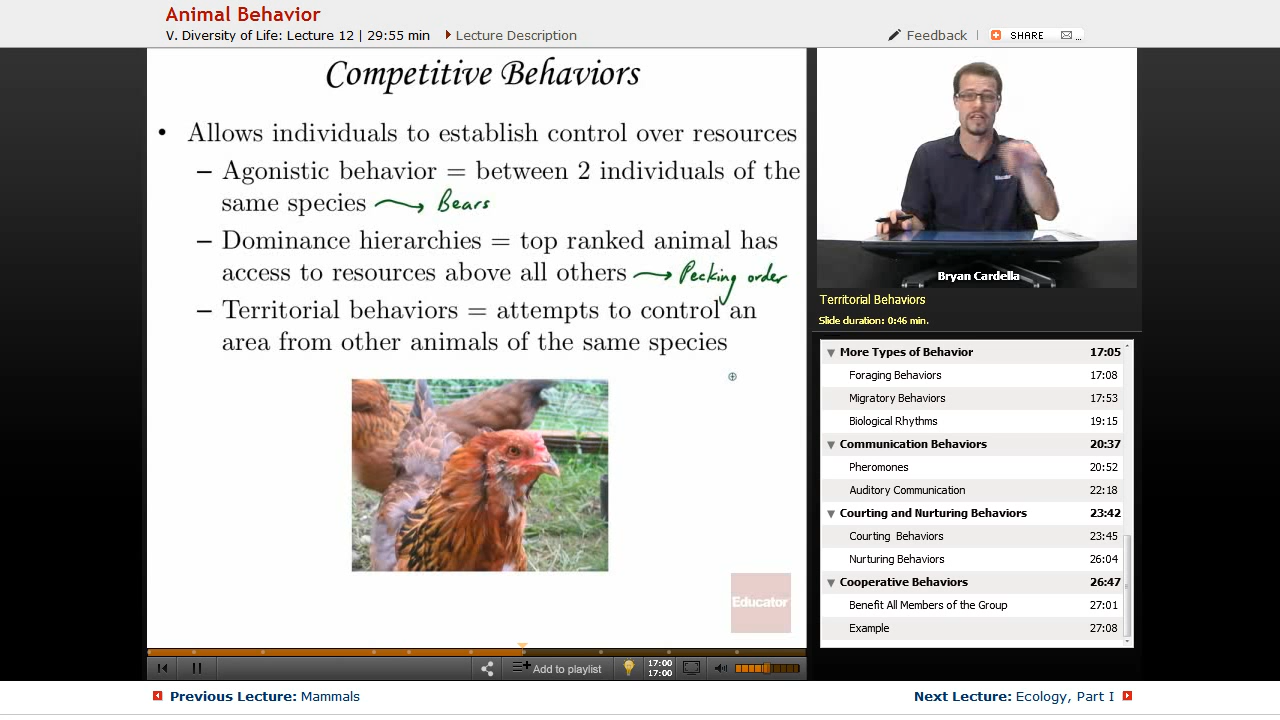 Animal Behavior
V. Diversity of Life: Lecture 12 | 29:55 min
Lecture Description
Feedback
SHARE
...
Competitive Behaviors
• Allows individuals to establish control over resources
– Agonistic behavior = between 2 individuals of the
same species → Bears
– Dominance hierarchies = top ranked animal has
access to resources above all others → Pecking order
– Territorial behaviors = attempts to control an
area from other animals of the same species
Educator
Bryan Cardella
Territorial Behaviors
Slide duration: 0:46 min.
More Types of Behavior 17:05
Foraging Behaviors 17:08
Migratory Behaviors 17:53
Biological Rhythms 19:15
Communication Behaviors 20:37
Pheromones 20:52
Auditory Communication 22:18
Courting and Nurturing Behaviors 23:42
Courting Behaviors 23:45
Nurturing Behaviors 26:04
Cooperative Behaviors 26:47
Benefit All Members of the Group 27:01
Example 27:08
Add to playlist
17:00
17:00
Previous Lecture: Mammals
Next Lecture: Ecology, Part I